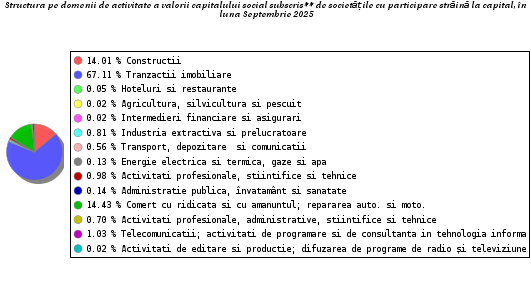 Structura pe domenii de activitate a valorii capitalului social subscris** de societăţile cu participare străină la capital, în
luna Septembrie 2025
14.01 % Constructii
67.11 % Tranzactii imobiliare
0.05 % Hoteluri si restaurante
0.02 % Agricultura, silvicultura si pescuit
0.02 % Intermedieri financiare si asigurari
0.81 % Industria extractiva si prelucratoare
0.56 % Transport, depozitare si comunicatii
0.13 % Energie electrica si termica, gaze si apa
0.98 % Activitati profesionale, stiintifice si tehnice
0.14 % Administratie publica, învatamânt si sanatate
14.43 % Comert cu ridicata si cu amanuntul; repararea auto. si moto.
0.70 % Activitati profesionale, administrative, stiintifice si tehnice
1.03 % Telecomunicatii; activitati de programare si de consultanta in tehnologia informa
0.02 % Activitati de editare si productie; difuzarea de programe de radio și televiziune